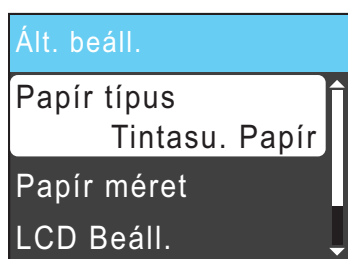 Ált. beáll.
Papír típus
Tintasu. Papír
Papír méret
LCD Beáll.